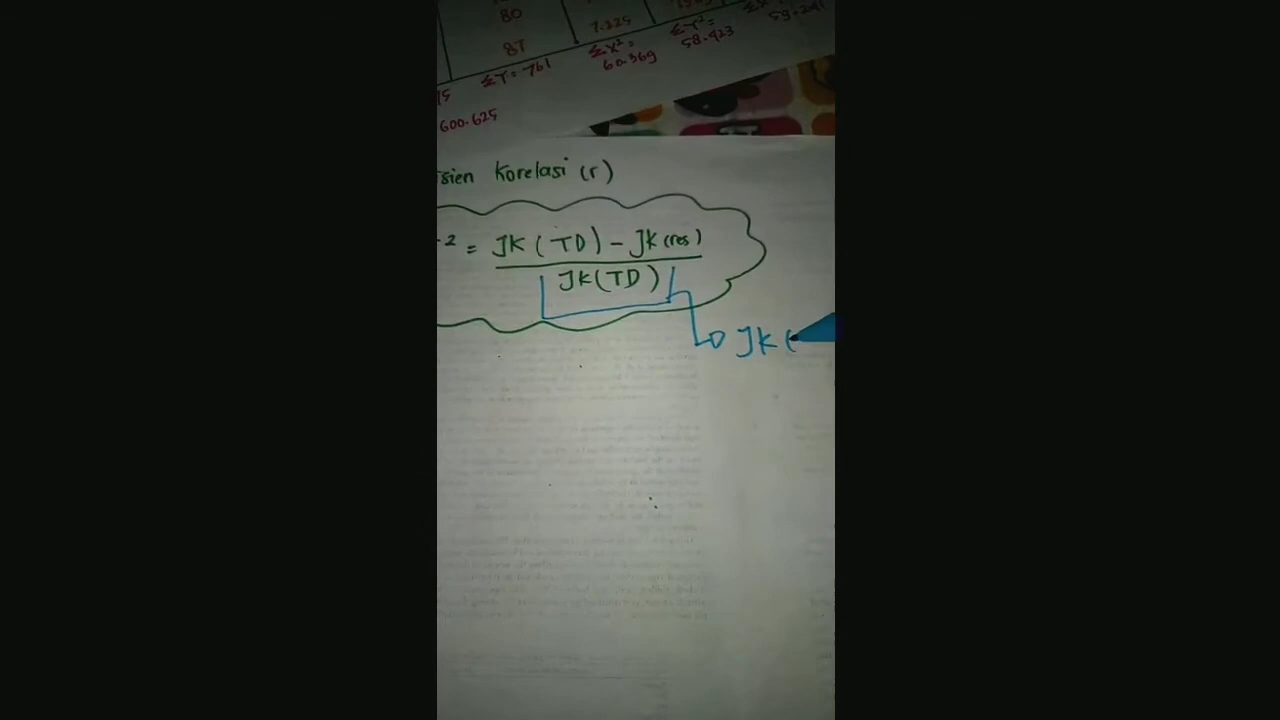 80
7.225
87
ΣY = 761
ΣX² =
60.369
ΣY² =
58.423
600.625
sien Korelasi (r)
² = JK (TD) - JK (res)
JK (TD)
JK (